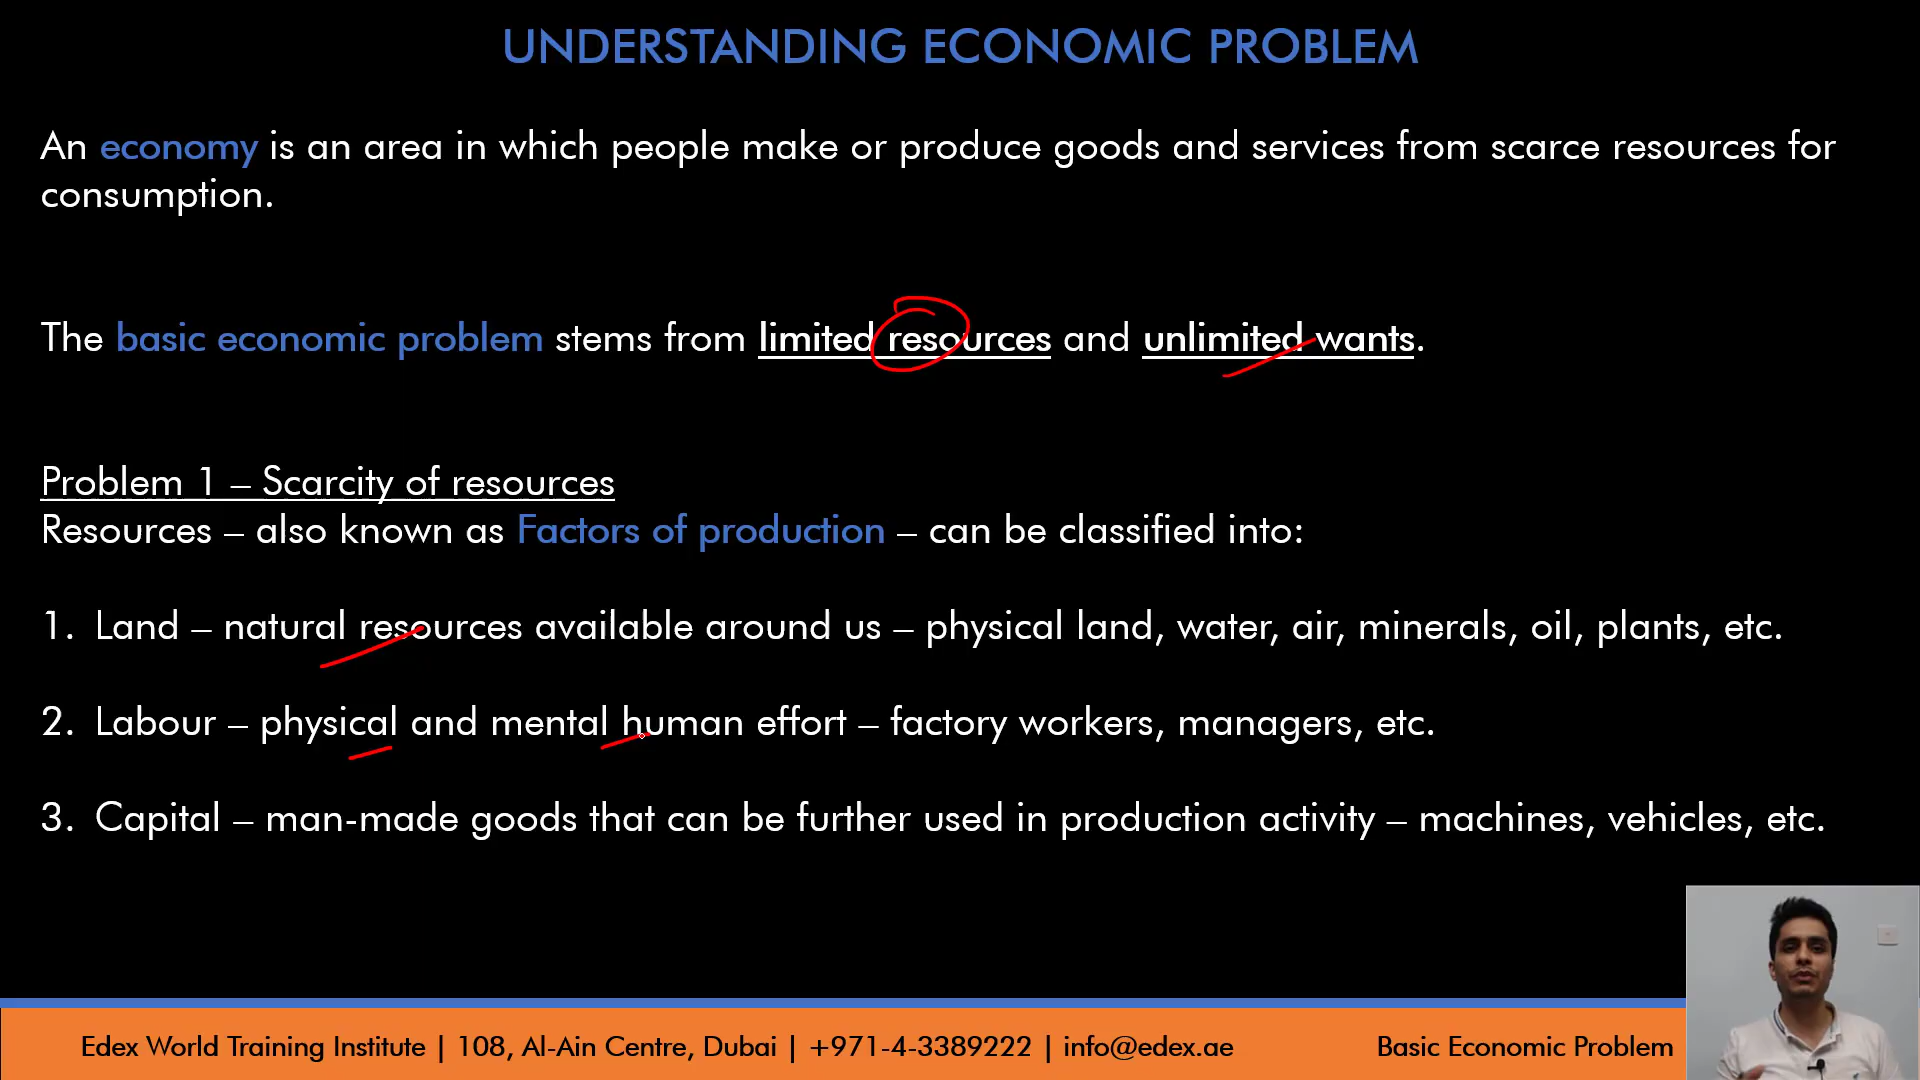 UNDERSTANDING ECONOMIC PROBLEM
An economy is an area in which people make or produce goods and services from scarce resources for
consumption.
The basic economic problem stems from limited resources and unlimited wants.
Problem 1 – Scarcity of resources
Resources – also known as Factors of production – can be classified into:
1. Land – natural resources available around us – physical land, water, air, minerals, oil, plants, etc.
2. Labour – physical and mental human effort – factory workers, managers, etc.
3. Capital – man-made goods that can be further used in production activity – machines, vehicles, etc.
Edex World Training Institute | 108, Al-Ain Centre, Dubai | +971-4-3389222 | info@edex.ae
Basic Economic Problem